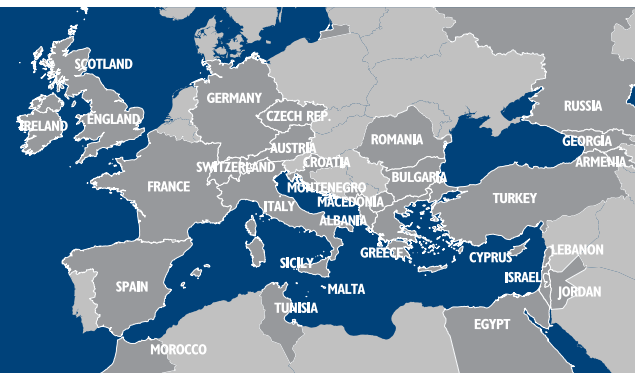 SCOTLAND
IRELAND
ENGLAND
GERMANY
CZECH REP.
RUSSIA
ROMANIA
GEORGIA
AUSTRIA
ARMENIA
SWITZERLAND
CROATIA
BULGARIA
FRANCE
MONTENEGRO
TURKEY
ITALY
MACEDONIA
ALBANIA
GREECE
LEBANON
CYPRUS
SICILY
ISRAEL
SPAIN
MALTA
JORDAN
TUNISIA
EGYPT
MOROCCO